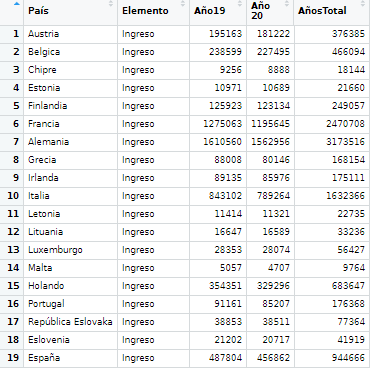 País Elemento Año19 Año 20 AñosTotal
1 Austria Ingreso 195163 181222 376385
2 Belgica Ingreso 238599 227495 466094
3 Chipre Ingreso 9256 8888 18144
4 Estonia Ingreso 10971 10689 21660
5 Finlandia Ingreso 125923 123134 249057
6 Francia Ingreso 1275063 1195645 2470708
7 Alemania Ingreso 1610560 1562956 3173516
8 Grecia Ingreso 88008 80146 168154
9 Irlanda Ingreso 89135 85976 175111
10 Italia Ingreso 843102 789264 1632366
11 Letonia Ingreso 11414 11321 22735
12 Lituania Ingreso 16647 16589 33236
13 Luxemburgo Ingreso 28353 28074 56427
14 Malta Ingreso 5057 4707 9764
15 Holando Ingreso 354351 329296 683647
16 Portugal Ingreso 91161 85207 176368
17 República Eslovaka Ingreso 38853 38511 77364
18 Eslovenia Ingreso 21202 20717 41919
19 España Ingreso 487804 456862 944666